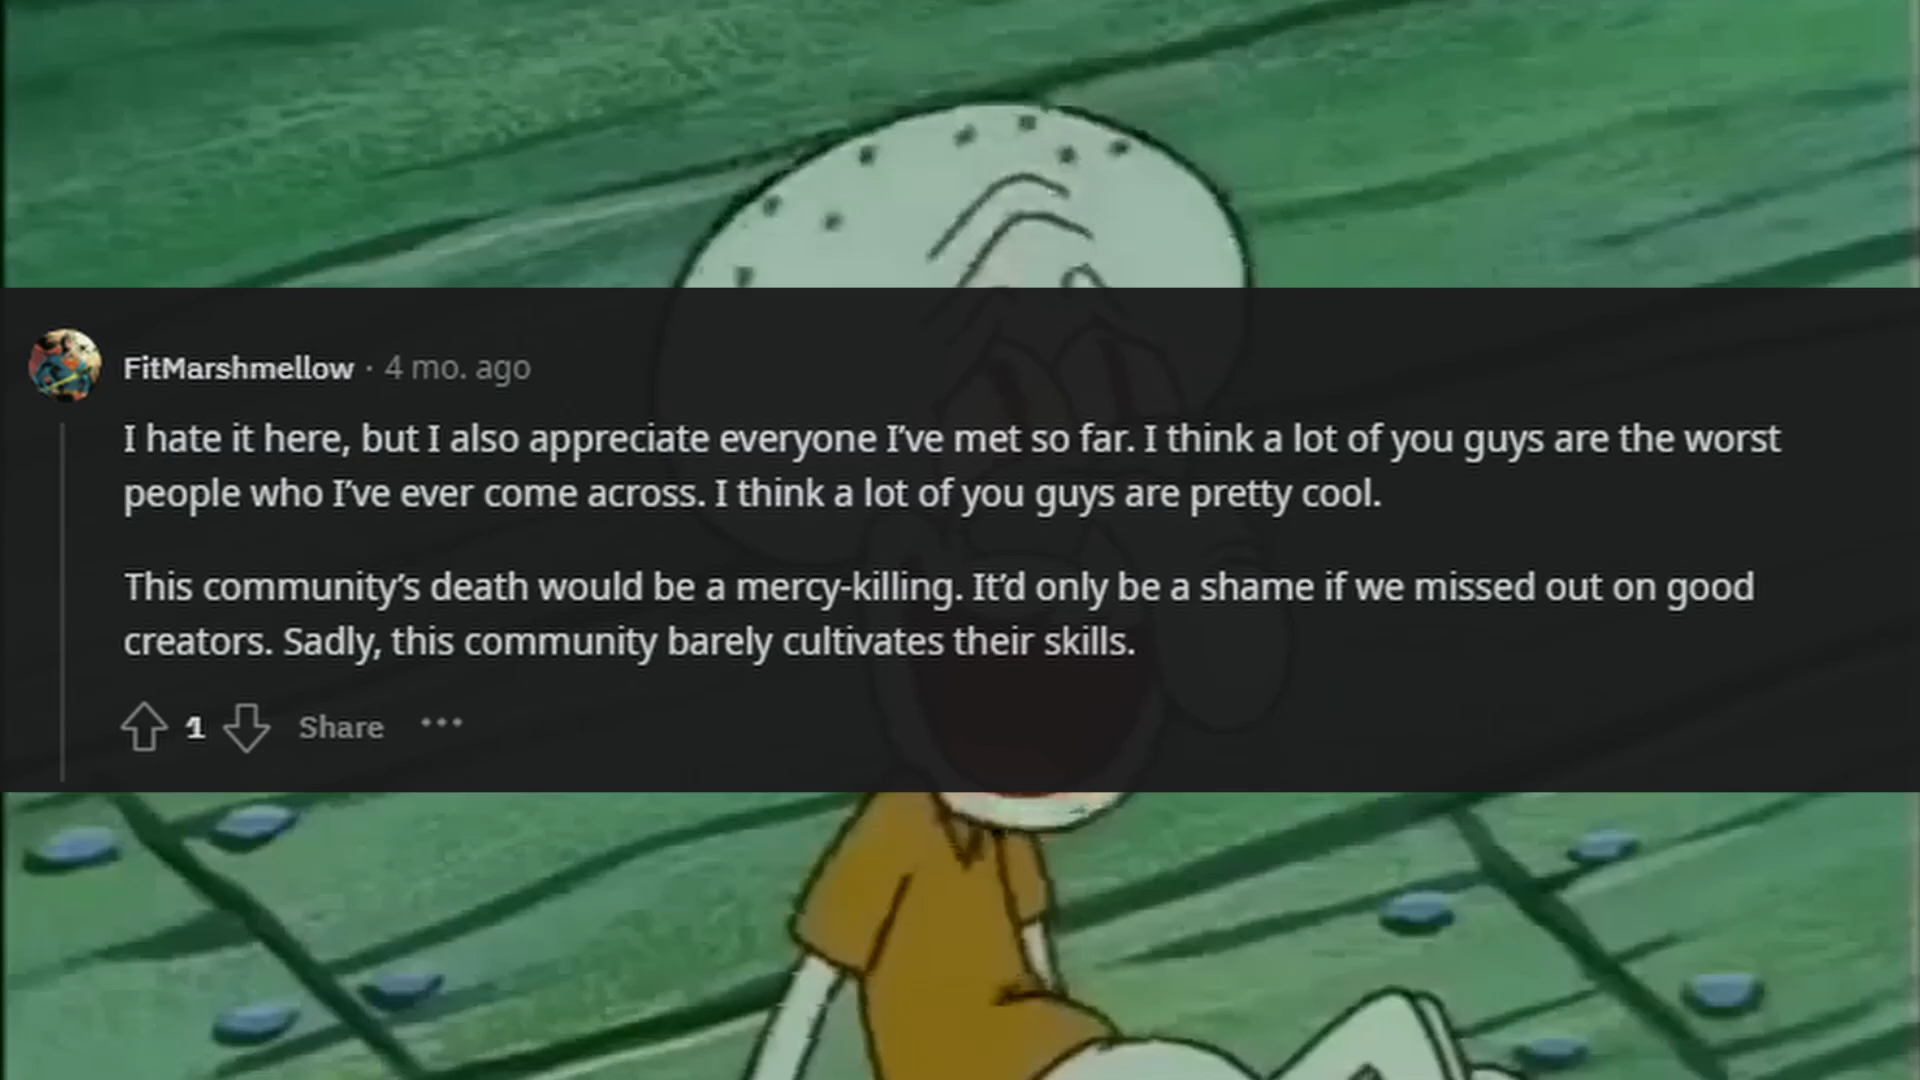 FitMarshmellow · 4 mo. ago
I hate it here, but I also appreciate everyone I’ve met so far. I think a lot of you guys are the worst
people who I’ve ever come across. I think a lot of you guys are pretty cool.
This community’s death would be a mercy-killing. It’d only be a shame if we missed out on good
creators. Sadly, this community barely cultivates their skills.
1 Share ···